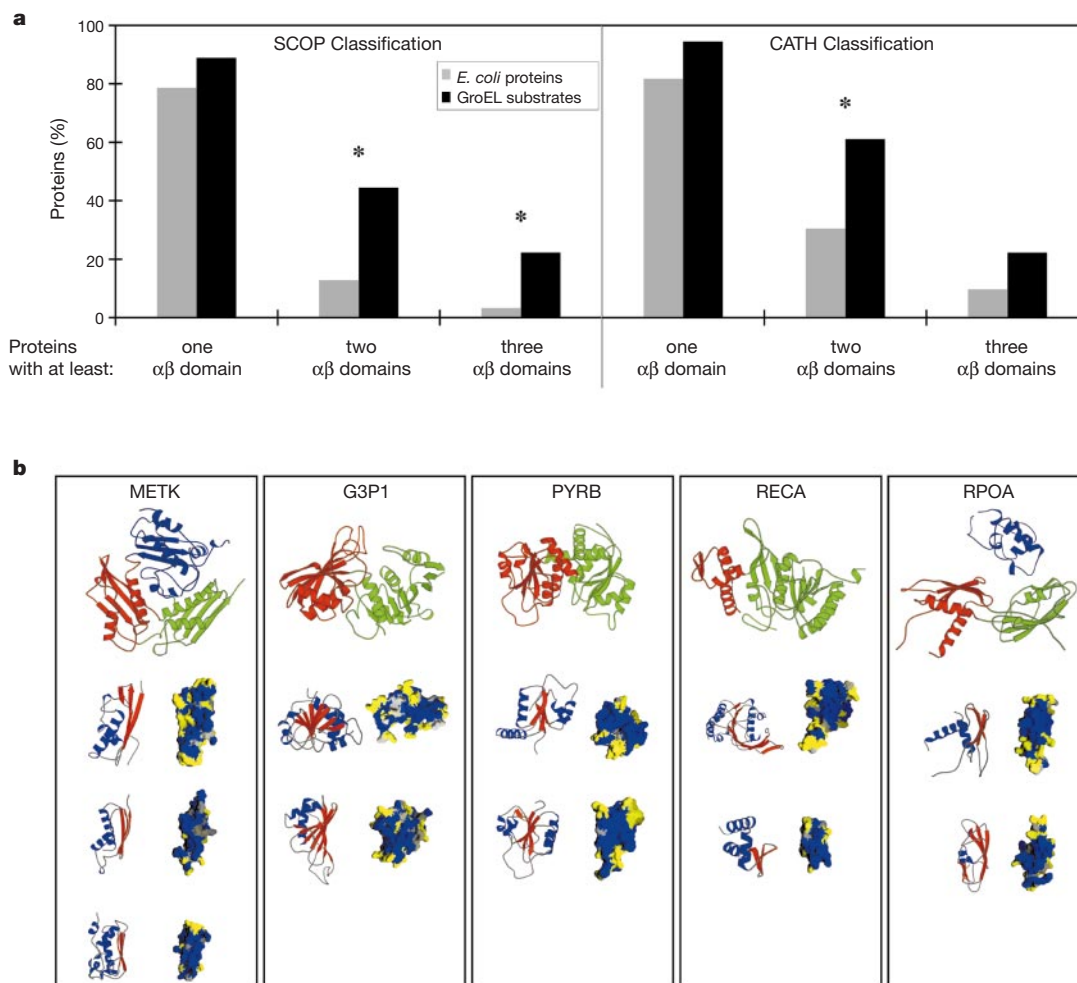 a
100
80
60
40
20
0
Proteins (%)
SCOP Classification
CATH Classification
E. coli proteins
GroEL substrates
*
*
*
Proteins
with at least:
one
αβ domain
two
αβ domains
three
αβ domains
one
αβ domain
two
αβ domains
three
αβ domains
b
METK
G3P1
PYRB
RECA
RPOA